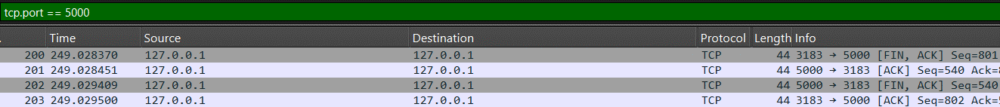 tcp.port == 5000
. Time Source Destination Protocol Length Info
200 249.028370 127.0.0.1 127.0.0.1 TCP 44 3183 → 5000 [FIN, ACK] Seq=801
201 249.028451 127.0.0.1 127.0.0.1 TCP 44 5000 → 3183 [ACK] Seq=540 Ack=
202 249.029409 127.0.0.1 127.0.0.1 TCP 44 5000 → 3183 [FIN, ACK] Seq=540
203 249.029500 127.0.0.1 127.0.0.1 TCP 44 3183 → 5000 [ACK] Seq=802 Ack=